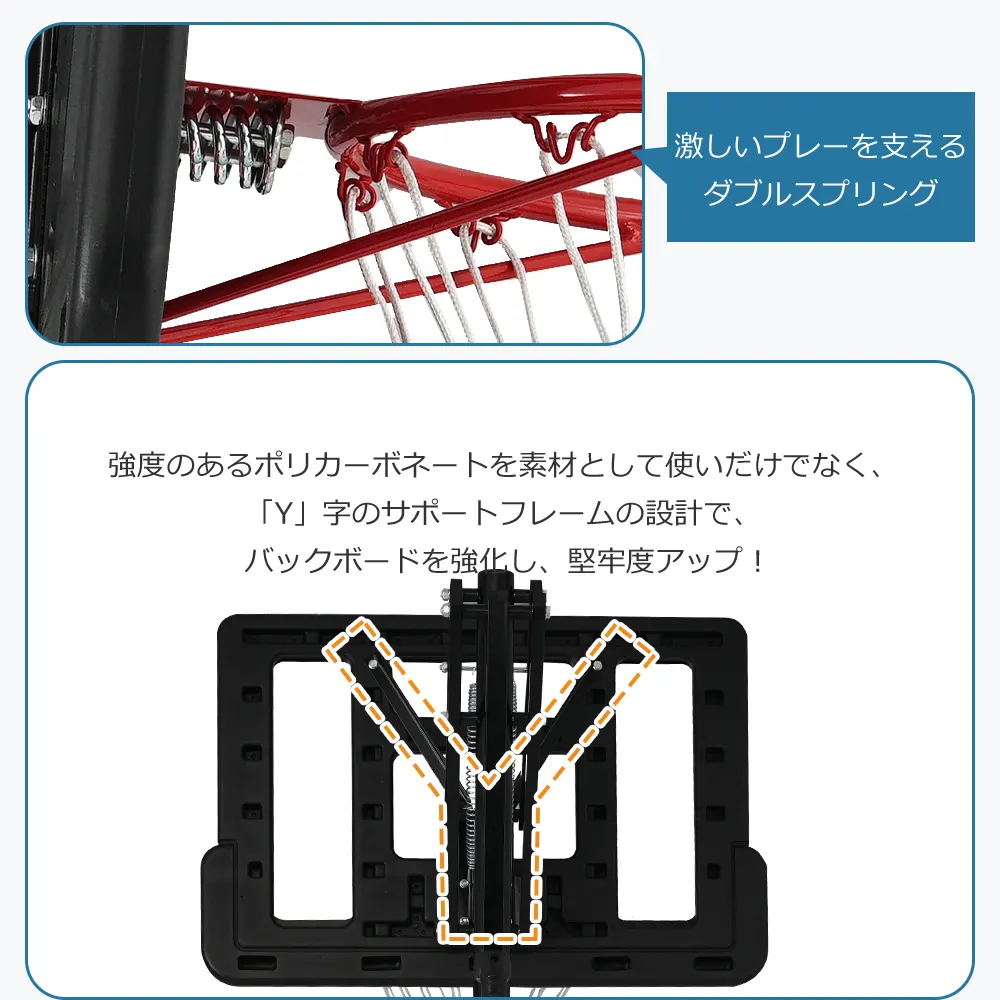 激しいプレーを支える
ダブルスプリング
強度のあるポリカーボネートを素材として使いだけでなく、
「Y」字のサポートフレームの設計で、
バックボードを強化し、堅牢度アップ！